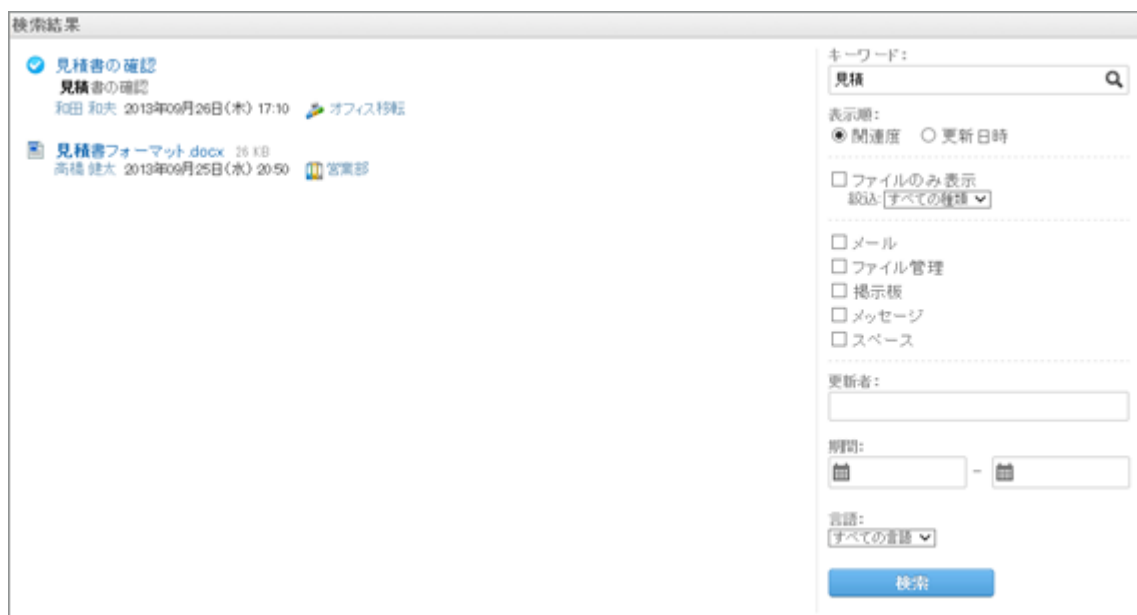 検索結果
見積書の確認
見積書の確認
和田 和夫 2013年09月26日(木) 17:10 オフィス移転
見積書フォーマット.docx 26 KB
高橋 健太 2013年09月25日(水) 20:50 営業部
キーワード:
見積
表示順:
関連度 更新日時
ファイルのみ表示
絞込: すべての種類
メール
ファイル管理
掲示板
メッセージ
スペース
更新者:
期間:
-
言語:
すべての言語
検索